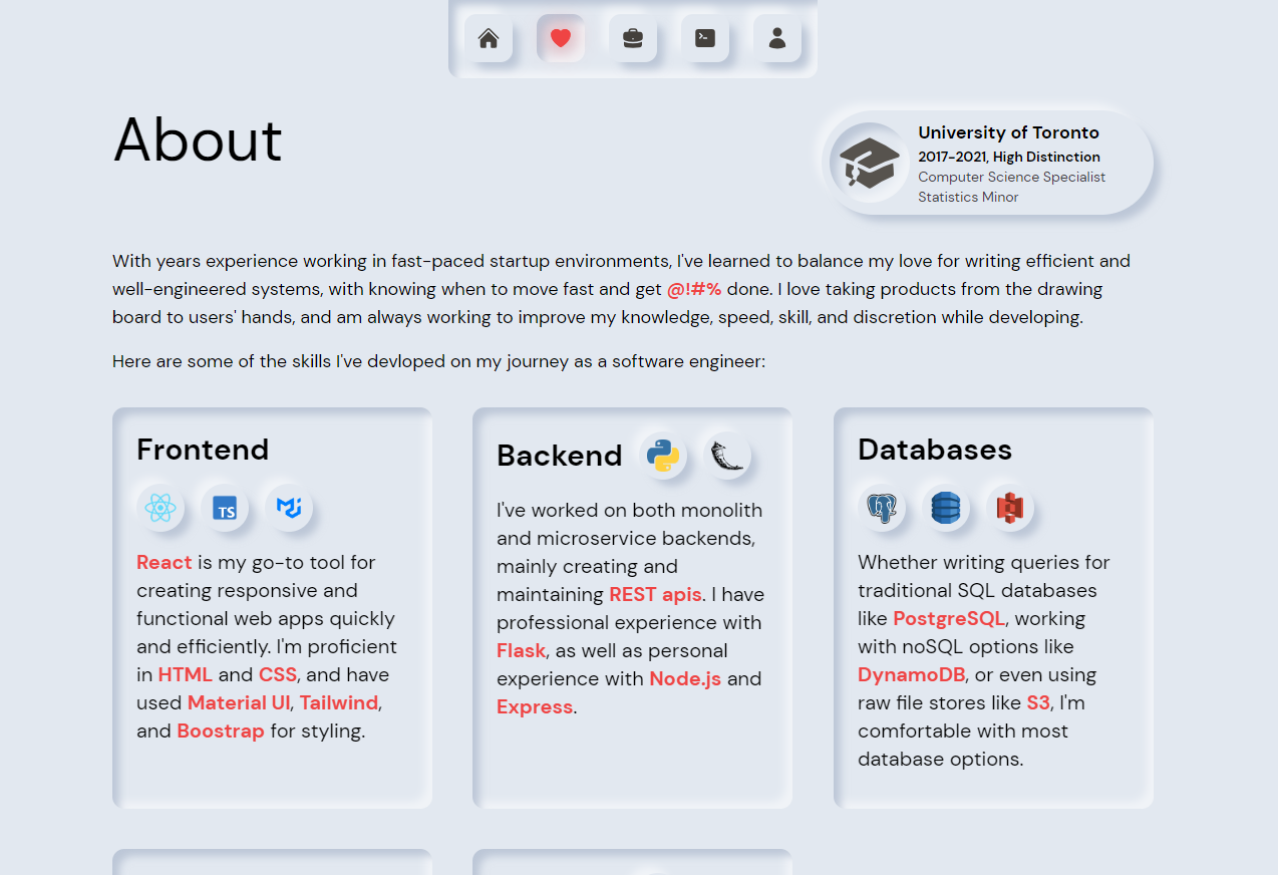 About
University of Toronto
2017-2021, High Distinction
Computer Science Specialist
Statistics Minor
With years experience working in fast-paced startup environments, I've learned to balance my love for writing efficient and
well-engineered systems, with knowing when to move fast and get @!#% done. I love taking products from the drawing
board to users' hands, and am always working to improve my knowledge, speed, skill, and discretion while developing.
Here are some of the skills I've devloped on my journey as a software engineer:
Frontend
TS
React is my go-to tool for
creating responsive and
functional web apps quickly
and efficiently. I'm proficient
in HTML and CSS, and have
used Material UI, Tailwind,
and Boostrap for styling.
Backend
I've worked on both monolith
and microservice backends,
mainly creating and
maintaining REST apis. I have
professional experience with
Flask, as well as personal
experience with Node.js and
Express.
Databases
Whether writing queries for
traditional SQL databases
like PostgreSQL, working
with noSQL options like
DynamoDB, or even using
raw file stores like S3, I'm
comfortable with most
database options.